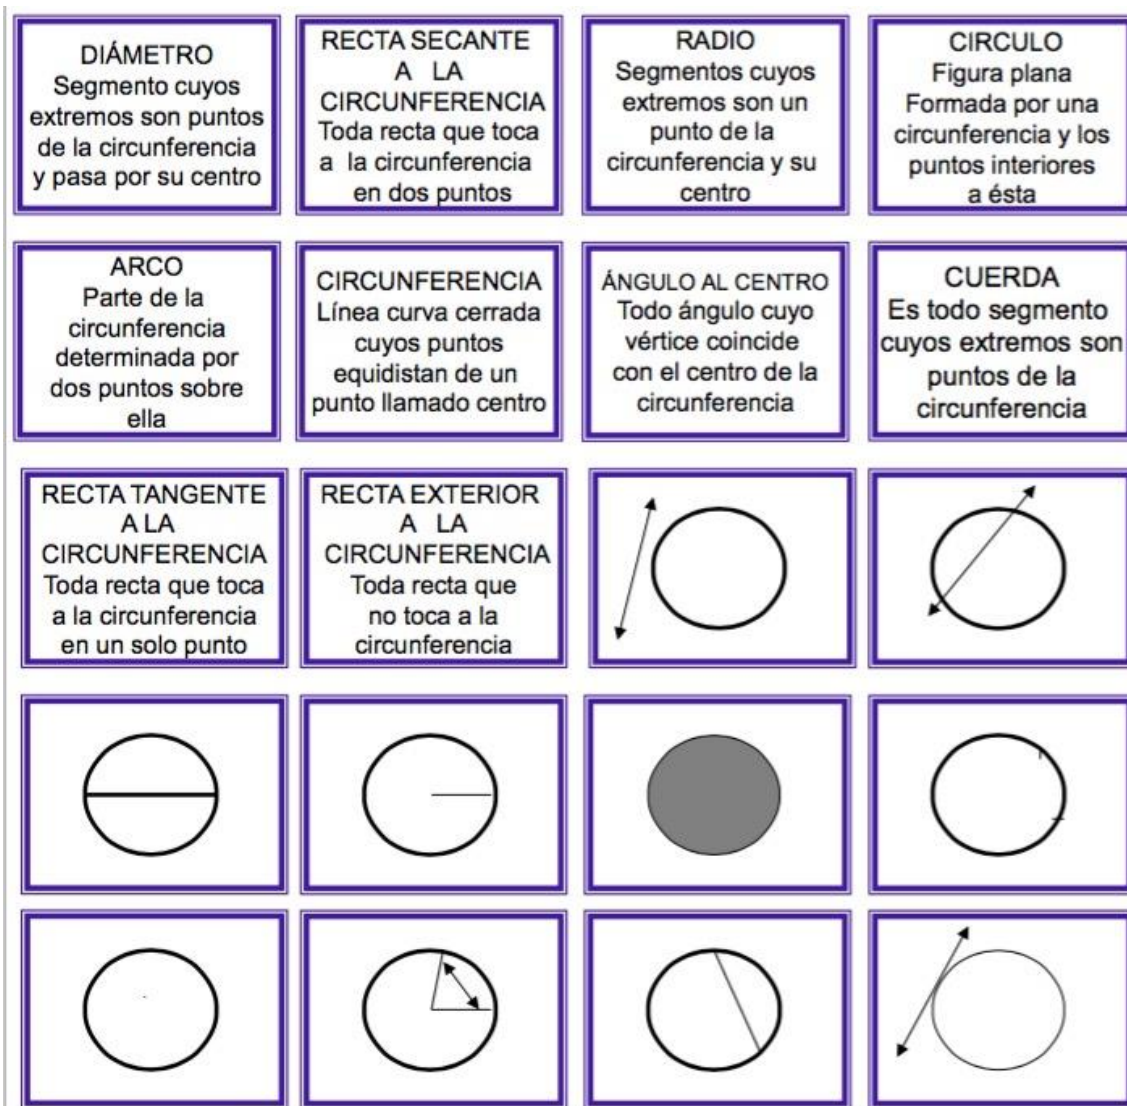 DIÁMETRO
Segmento cuyos
extremos son puntos
de la circunferencia
y pasa por su centro
RECTA SECANTE
A LA
CIRCUNFERENCIA
Toda recta que toca
a la circunferencia
en dos puntos
RADIO
Segmentos cuyos
extremos son un
punto de la
circunferencia y su
centro
CIRCULO
Figura plana
Formada por una
circunferencia y los
puntos interiores
a ésta
ARCO
Parte de la
circunferencia
determinada por
dos puntos sobre
ella
CIRCUNFERENCIA
Línea curva cerrada
cuyos puntos
equidistan de un
punto llamado centro
ÁNGULO AL CENTRO
Todo ángulo cuyo
vértice coincide
con el centro de la
circunferencia
CUERDA
Es todo segmento
cuyos extremos son
puntos de la
circunferencia
RECTA TANGENTE
A LA
CIRCUNFERENCIA
Toda recta que toca
a la circunferencia
en un solo punto
RECTA EXTERIOR
A LA
CIRCUNFERENCIA
Toda recta que
no toca a la
circunferencia